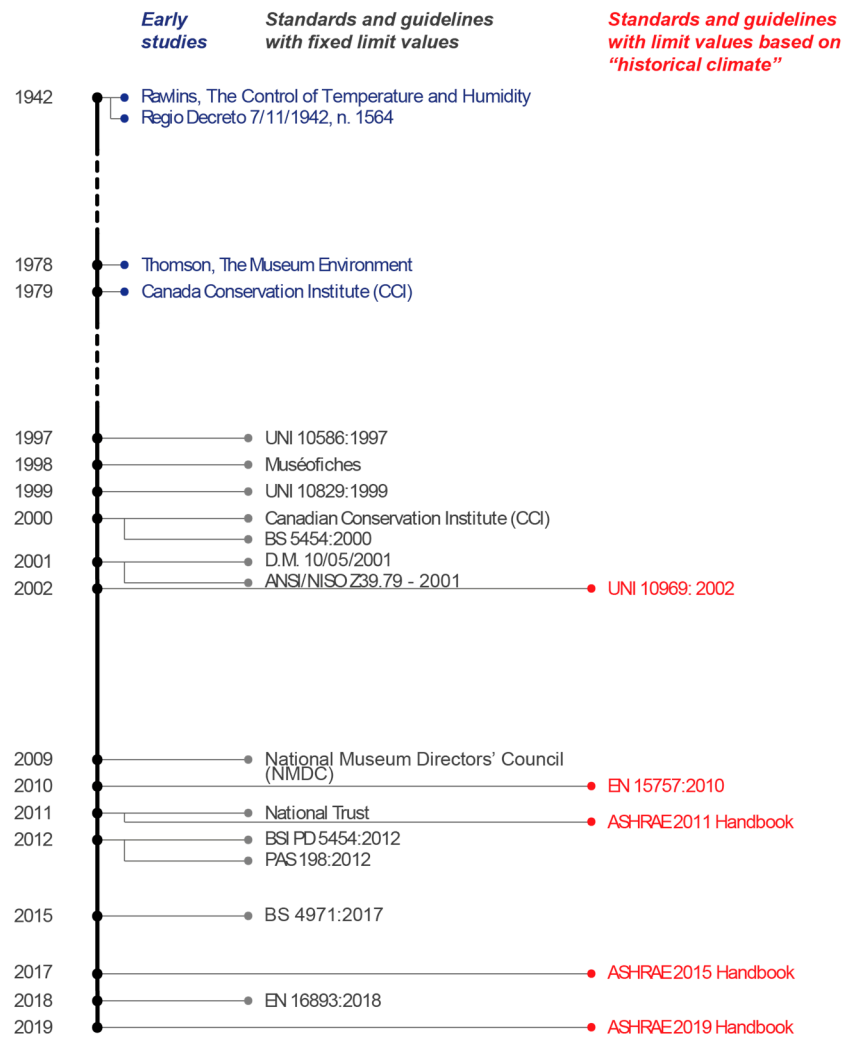 Early
studies
Standards and guidelines
with fixed limit values
Standards and guidelines
with limit values based on
“historical climate”
1942
Rawlins, The Control of Temperature and Humidity
Regio Decreto 7/11/1942, n. 1564
1978
Thomson, The Museum Environment
1979
Canada Conservation Institute (CCI)
1997
UNI 10586:1997
1998
Muséofiches
1999
UNI 10829:1999
2000
Canadian Conservation Institute (CCI)
BS 5454:2000
2001
D.M. 10/05/2001
ANSI/NISO Z39.79 - 2001
2002
UNI 10969: 2002
2009
National Museum Directors’ Council
(NMDC)
2010
EN 15757:2010
2011
National Trust
ASHRAE 2011 Handbook
2012
BSI PD 5454:2012
PAS 198:2012
2015
BS 4971:2017
2017
ASHRAE 2015 Handbook
2018
EN 16893:2018
2019
ASHRAE 2019 Handbook